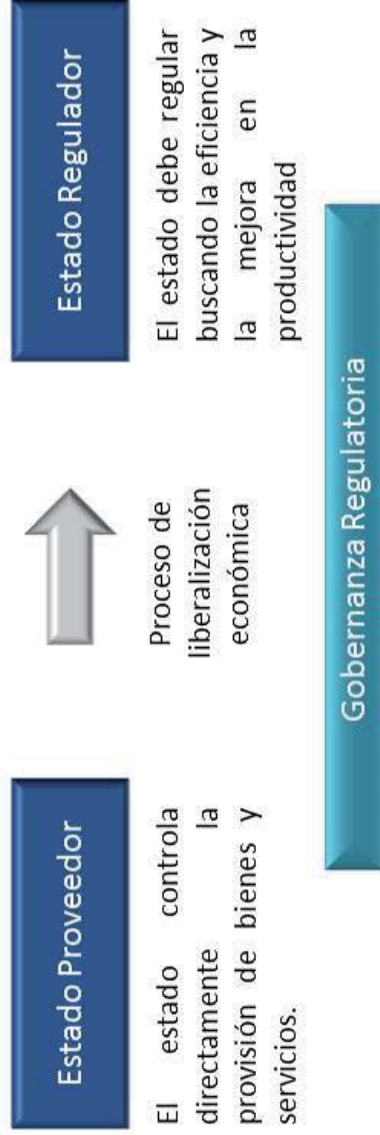 Estado Proveedor
El estado controla
directamente la
provisión de bienes y
servicios.
Proceso de
liberalización
económica
Estado Regulador
El estado debe regular
buscando la eficiencia y
la mejora en la
productividad
Gobernanza Regulatoria